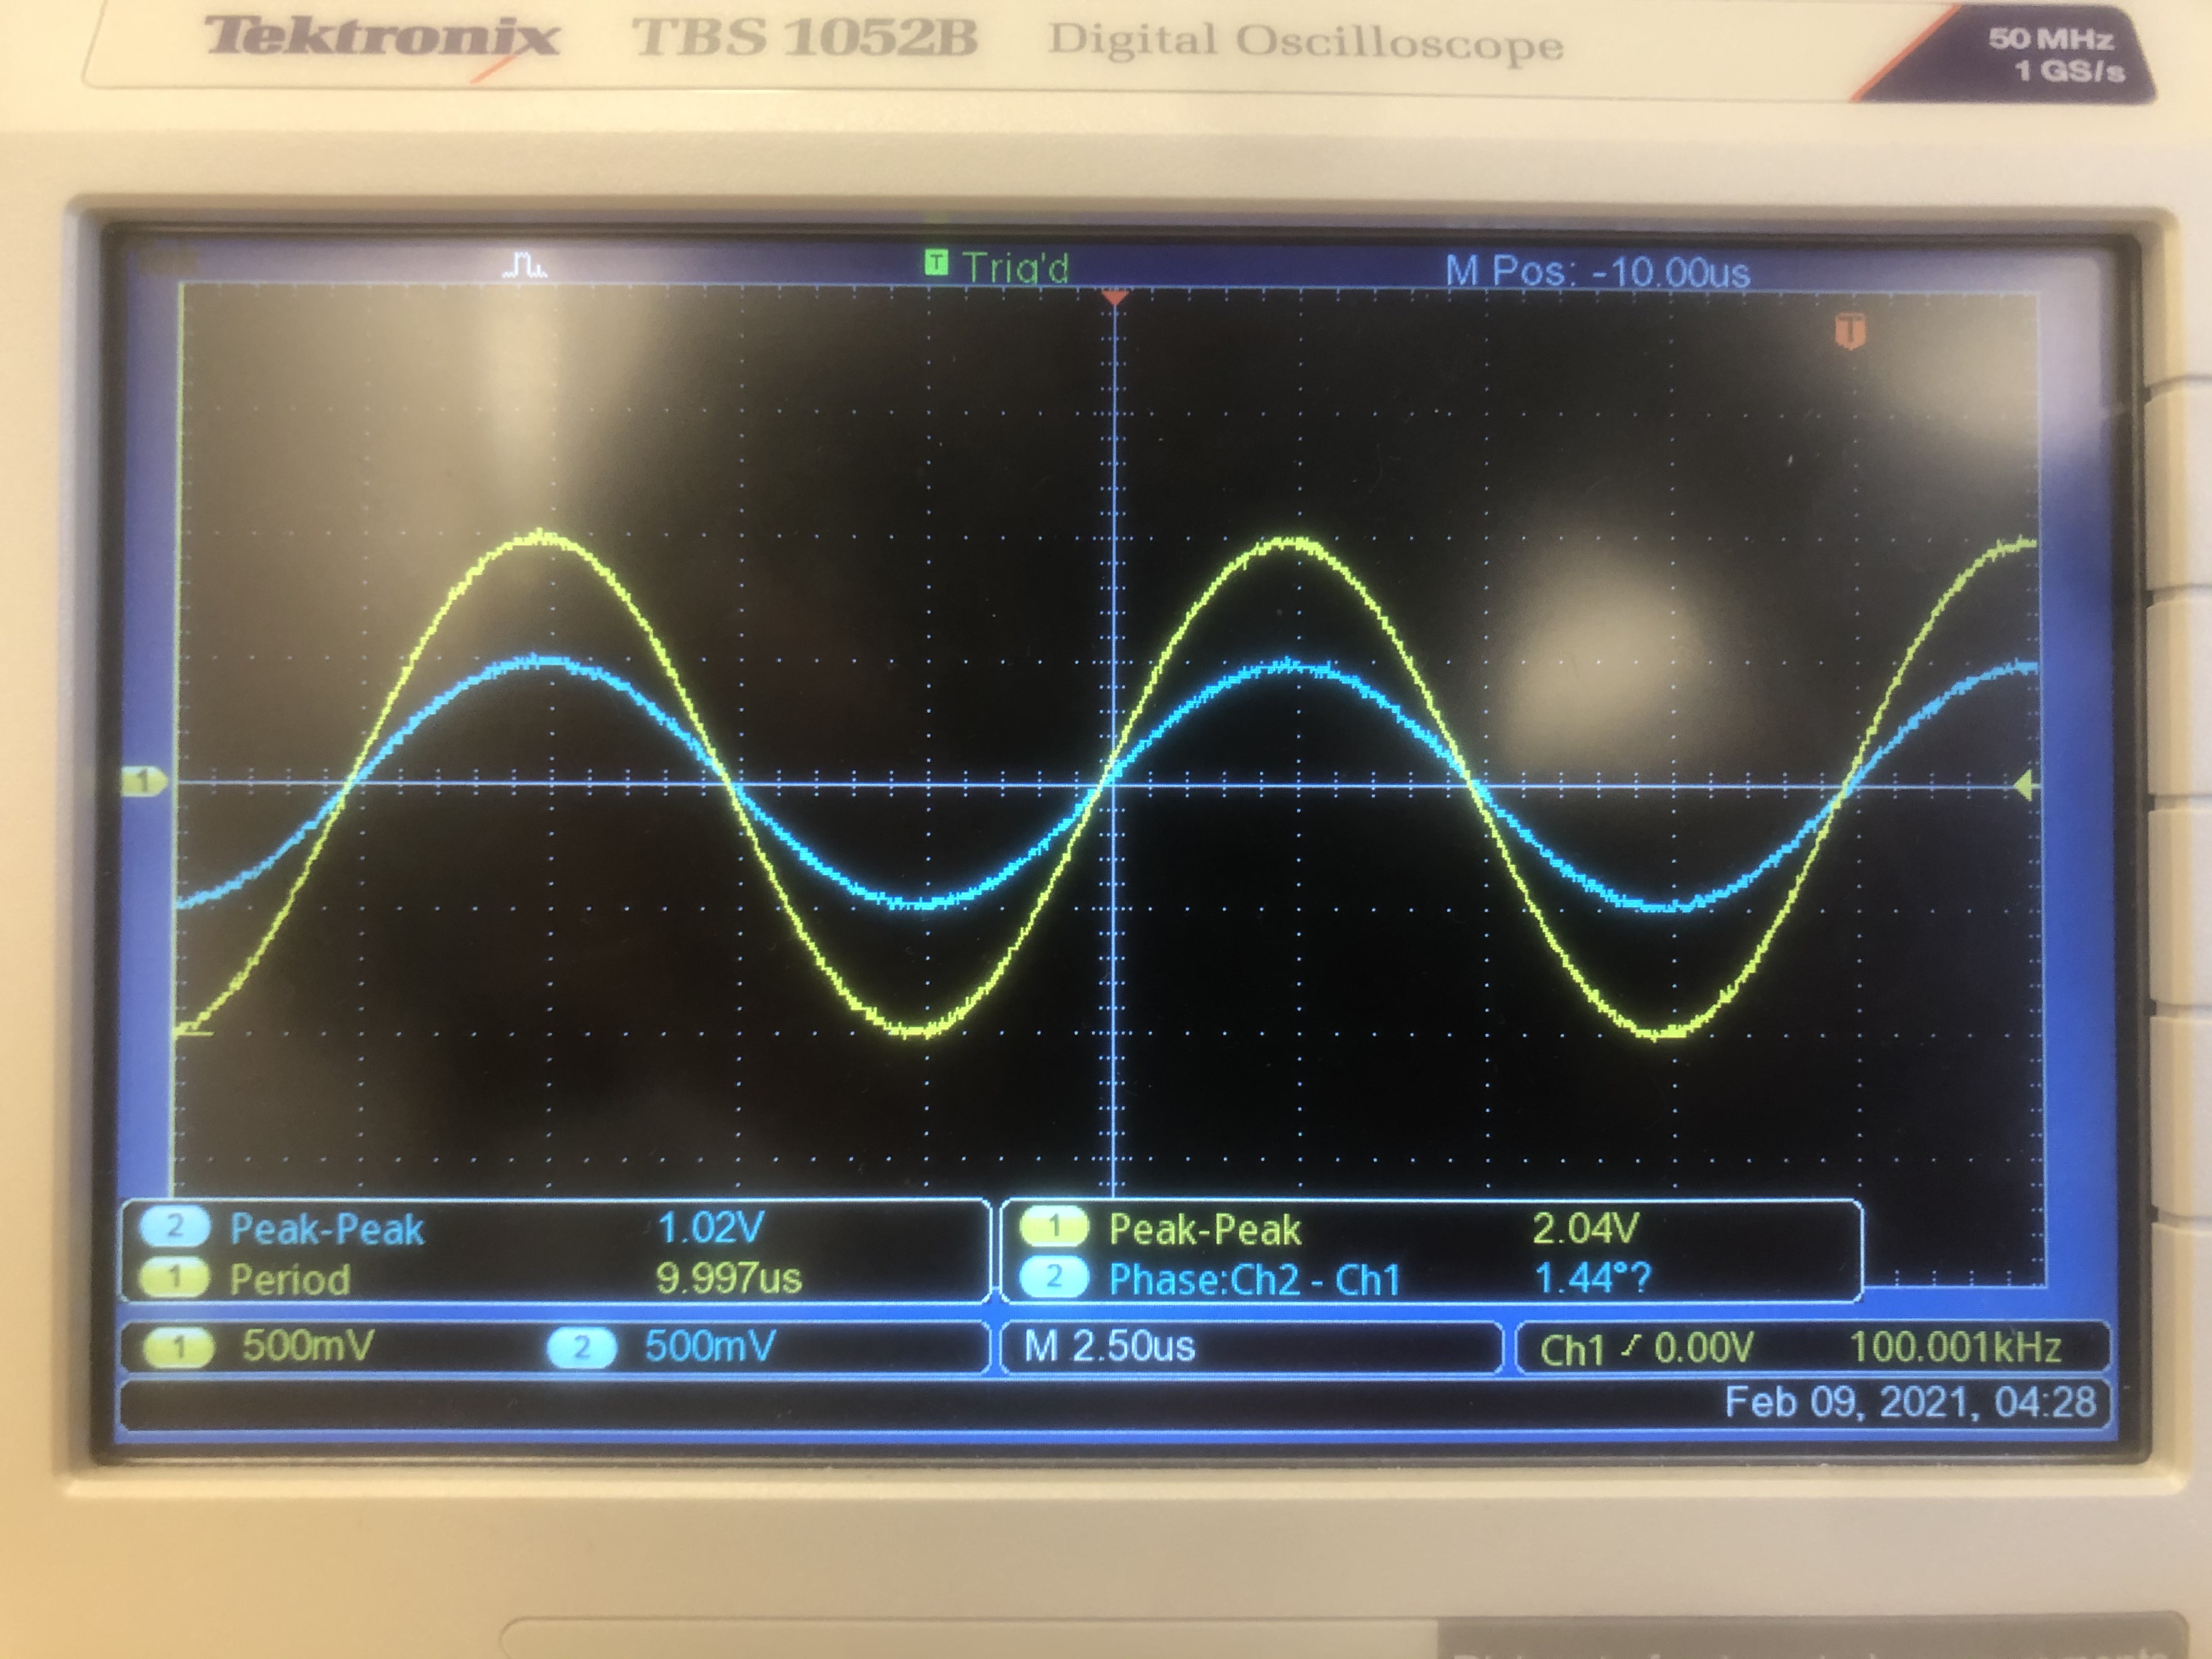 Tektronix TBS 1052B Digital Oscilloscope
50 MHz
1 GS/s
T Trig'd M Pos: -10.00us
T
1
2 Peak-Peak 1.02V
1 Period 9.997us
1 Peak-Peak 2.04V
2 Phase:Ch2 - Ch1 1.44°?
1 500mV 2 500mV M 2.50us Ch1 / 0.00V 100.001kHz
Feb 09, 2021, 04:28